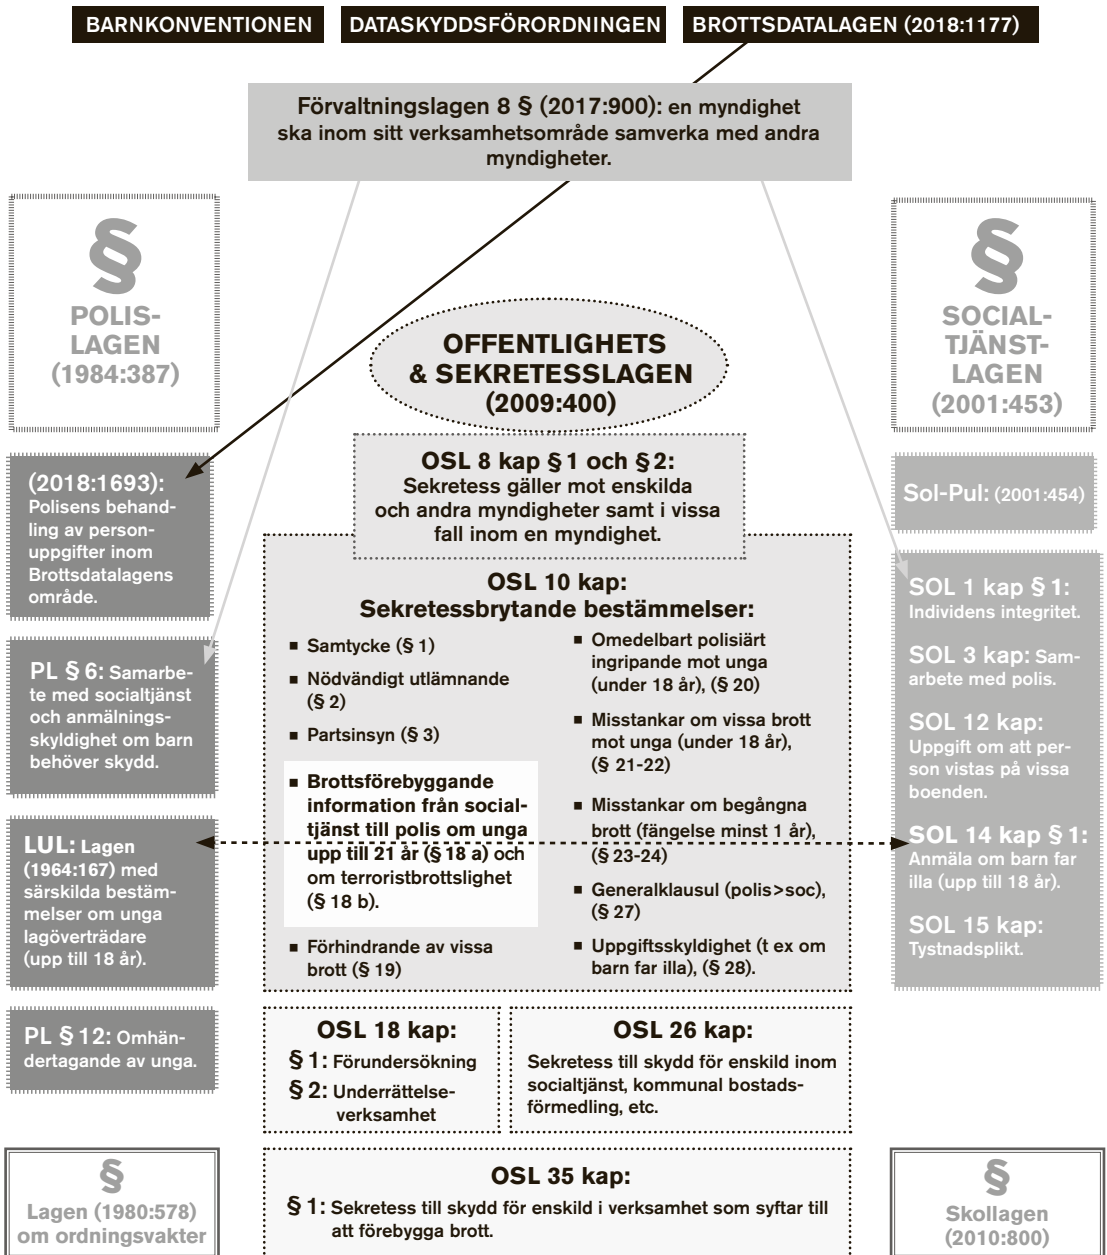 BARNKONVENTIONEN
DATASKYDDSFÖRORDNINGEN
BROTTSDATALAGEN (2018:1177)
Förvaltningslagen 8 § (2017:900): en myndighet
ska inom sitt verksamhetsområde samverka med andra
myndigheter.
§
POLIS-
LAGEN
(1984:387)
(2018:1693):
Polisens behand-
ling av person-
uppgifter inom
Brottsdatalagens
område.
PL § 6: Samarbe-
te med socialtjänst
och anmälnings-
skyldighet om barn
behöver skydd.
LUL: Lagen
(1964:167) med
särskilda bestäm-
melser om unga
lagöverträdare
(upp till 18 år).
PL § 12: Omhän-
dertagande av unga.
§
Lagen (1980:578)
om ordningsvakter
OFFENTLIGHETS
& SEKRETESSLAGEN
(2009:400)
OSL 8 kap § 1 och § 2:
Sekretess gäller mot enskilda
och andra myndigheter samt i vissa
fall inom en myndighet.
OSL 10 kap:
Sekretessbrytande bestämmelser:
▪ Samtycke (§ 1)
▪ Nödvändigt utlämnande
(§ 2)
▪ Partsinsyn (§ 3)
▪ Brottsförebyggande
information från social-
tjänst till polis om unga
upp till 21 år (§ 18 a) och
om terroristbrottslighet
(§ 18 b).
▪ Förhindrande av vissa
brott (§ 19)
▪ Omedelbart polisiärt
ingripande mot unga
(under 18 år), (§ 20)
▪ Misstankar om vissa brott
mot unga (under 18 år),
(§ 21-22)
▪ Misstankar om begångna
brott (fängelse minst 1 år),
(§ 23-24)
▪ Generalklausul (polis>soc),
(§ 27)
▪ Uppgiftsskyldighet (t ex om
barn far illa), (§ 28).
OSL 18 kap:
§ 1: Förundersökning
§ 2: Underrättelse-
verksamhet
OSL 26 kap:
Sekretess till skydd för enskild inom
socialtjänst, kommunal bostads-
förmedling, etc.
OSL 35 kap:
§ 1: Sekretess till skydd för enskild i verksamhet som syftar till
att förebygga brott.
§
SOCIAL-
TJÄNST-
LAGEN
(2001:453)
Sol-Pul: (2001:454)
SOL 1 kap § 1:
Individens integritet.
SOL 3 kap: Sam-
arbete med polis.
SOL 12 kap:
Uppgift om att per-
son vistas på vissa
boenden.
SOL 14 kap § 1:
Anmäla om barn far
illa (upp till 18 år).
SOL 15 kap:
Tystnadsplikt.
§
Skollagen
(2010:800)